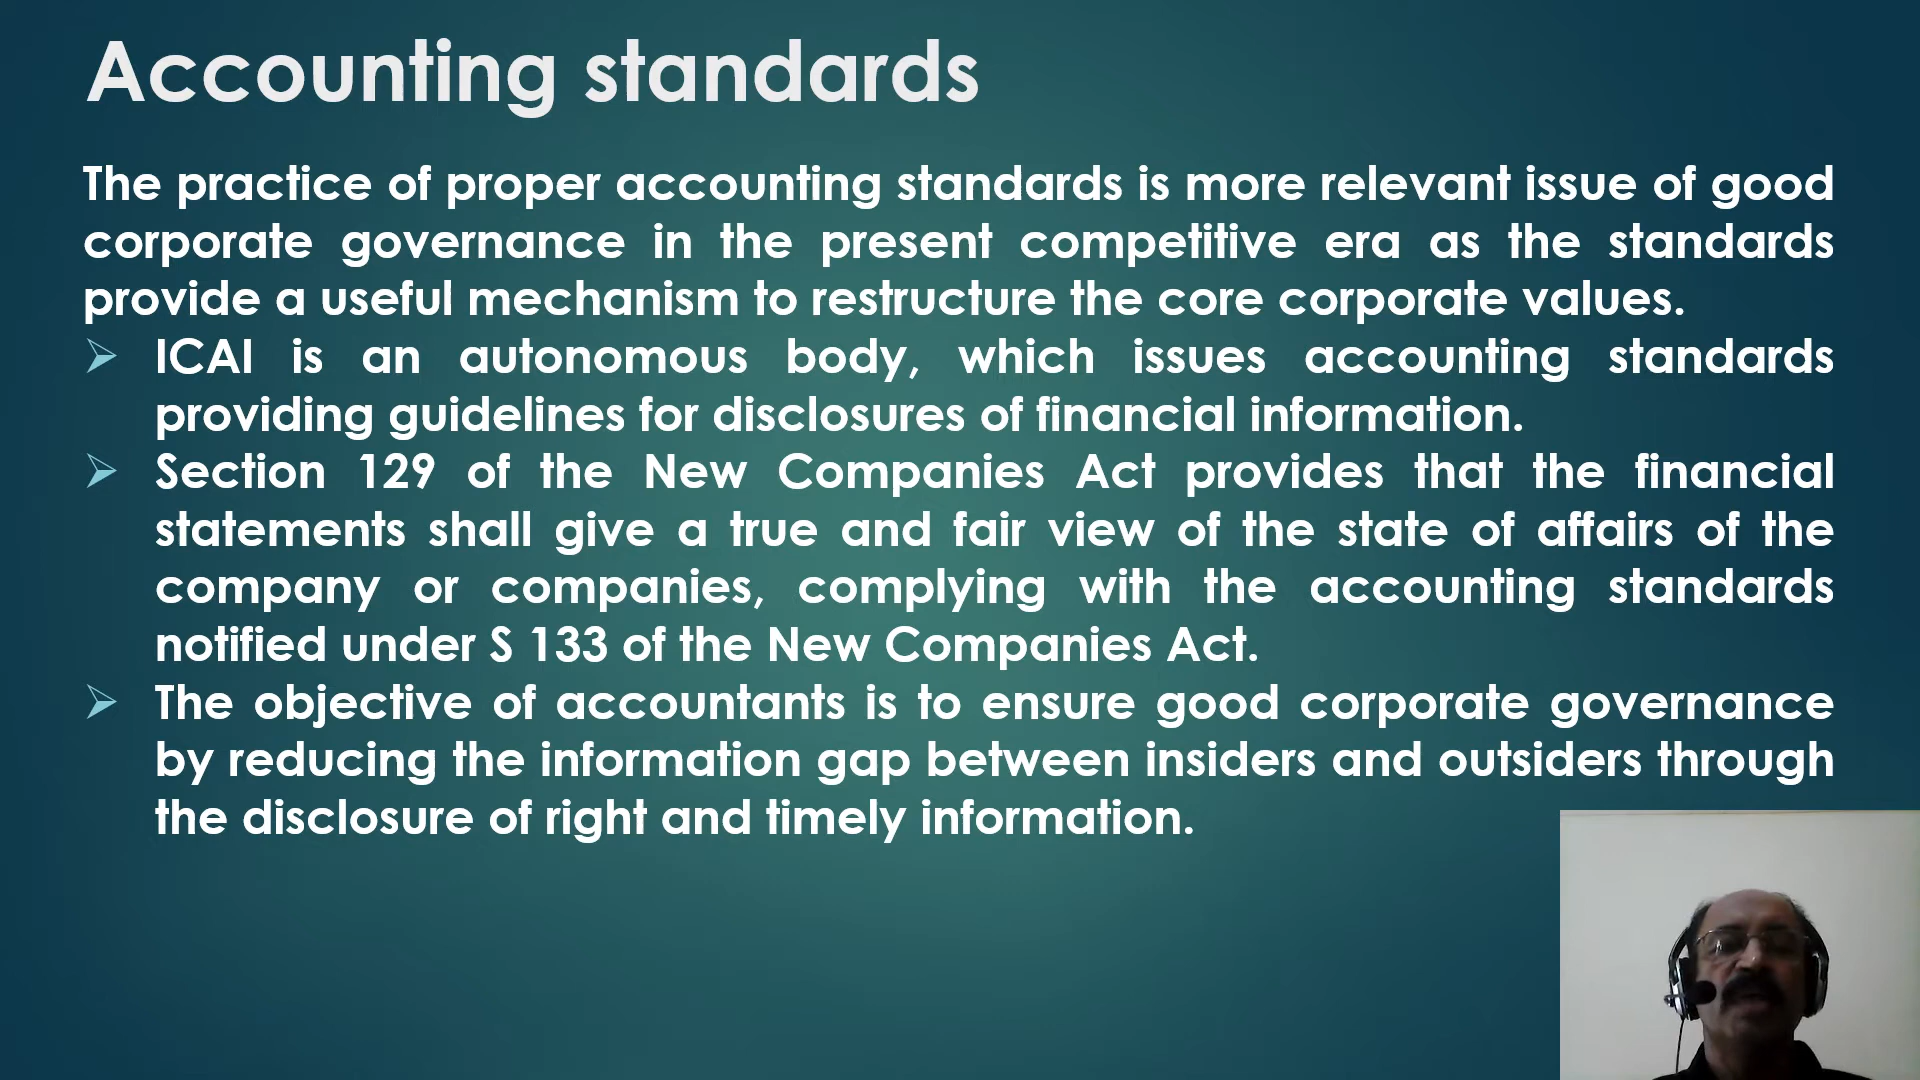 Accounting standards
The practice of proper accounting standards is more relevant issue of good
corporate governance in the present competitive era as the standards
provide a useful mechanism to restructure the core corporate values.
ICAI is an autonomous body, which issues accounting standards
providing guidelines for disclosures of financial information.
Section 129 of the New Companies Act provides that the financial
statements shall give a true and fair view of the state of affairs of the
company or companies, complying with the accounting standards
notified under S 133 of the New Companies Act.
The objective of accountants is to ensure good corporate governance
by reducing the information gap between insiders and outsiders through
the disclosure of right and timely information.